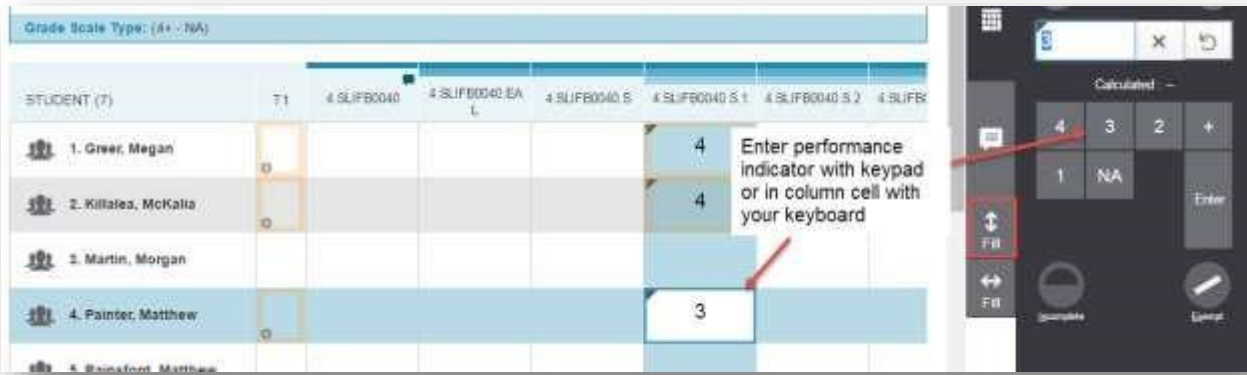 Grade Scale Type: (4+ - NA)
3
Calculated --
STUDENT (7) T1 4.SLIFB0040 4.SLIFB0040.EA 4.SLIFB0040.S 4.SLIFB0040.S.1 4.SLIFB0040.S.2
L
1. Greer, Megan 4
2. Killalea, McKalia 4
3. Martin, Morgan
4. Painter, Matthew 3
Matthew
Enter performance
indicator with keypad
or in column cell with
your keyboard
4 3 2 +
1 NA
Enter
Fill
Fill
Incomplete Exempt